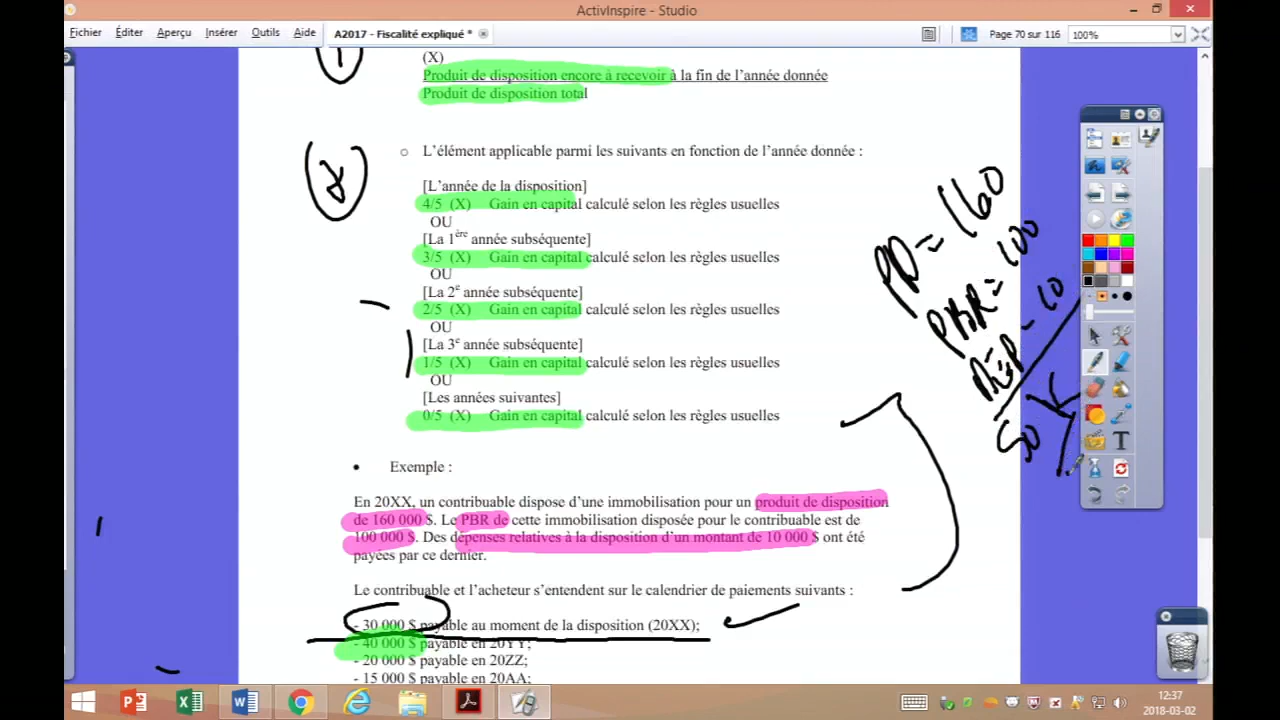 ActivInspire - Studio
Fichier Éditer Aperçu Insérer Outils Aide A2017 - Fiscalité expliqué * Page 70 sur 116 100%
(X)
Produit de disposition encore à recevoir à la fin de l'année donnée
Produit de disposition total
1
2
o L'élément applicable parmi les suivants en fonction de l'année donnée :
[L'année de la disposition]
4/5 (X) Gain en capital calculé selon les règles usuelles
OU
[La 1ère année subséquente]
3/5 (X) Gain en capital calculé selon les règles usuelles
OU
[La 2e année subséquente]
2/5 (X) Gain en capital calculé selon les règles usuelles
OU
[La 3e année subséquente]
1/5 (X) Gain en capital calculé selon les règles usuelles
OU
[Les années suivantes]
0/5 (X) Gain en capital calculé selon les règles usuelles
PD = 160
PBR = 100
Dép - 10
50 K
• Exemple :
En 20XX, un contribuable dispose d'une immobilisation pour un produit de disposition
de 160 000 $. Le PBR de cette immobilisation disposée pour le contribuable est de
100 000 $. Des dépenses relatives à la disposition d'un montant de 10 000 $ ont été
payées par ce dernier.
Le contribuable et l'acheteur s'entendent sur le calendrier de paiements suivants :
- 30 000 $ payable au moment de la disposition (20XX);
- 40 000 $ payable en 20YY;
- 20 000 $ payable en 20ZZ;
- 15 000 $ payable en 20AA;
12:37
2018-03-02